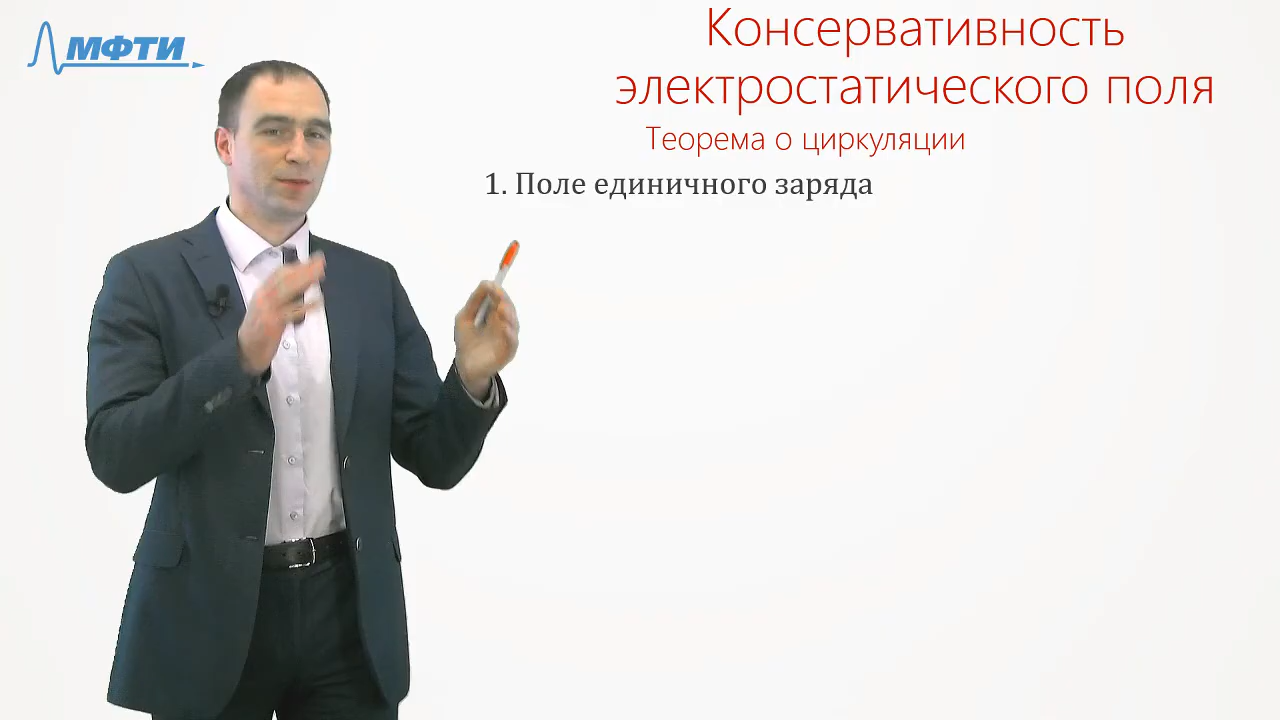 МФТИ
Консервативность
электростатического поля
Теорема о циркуляции
1. Поле единичного заряда